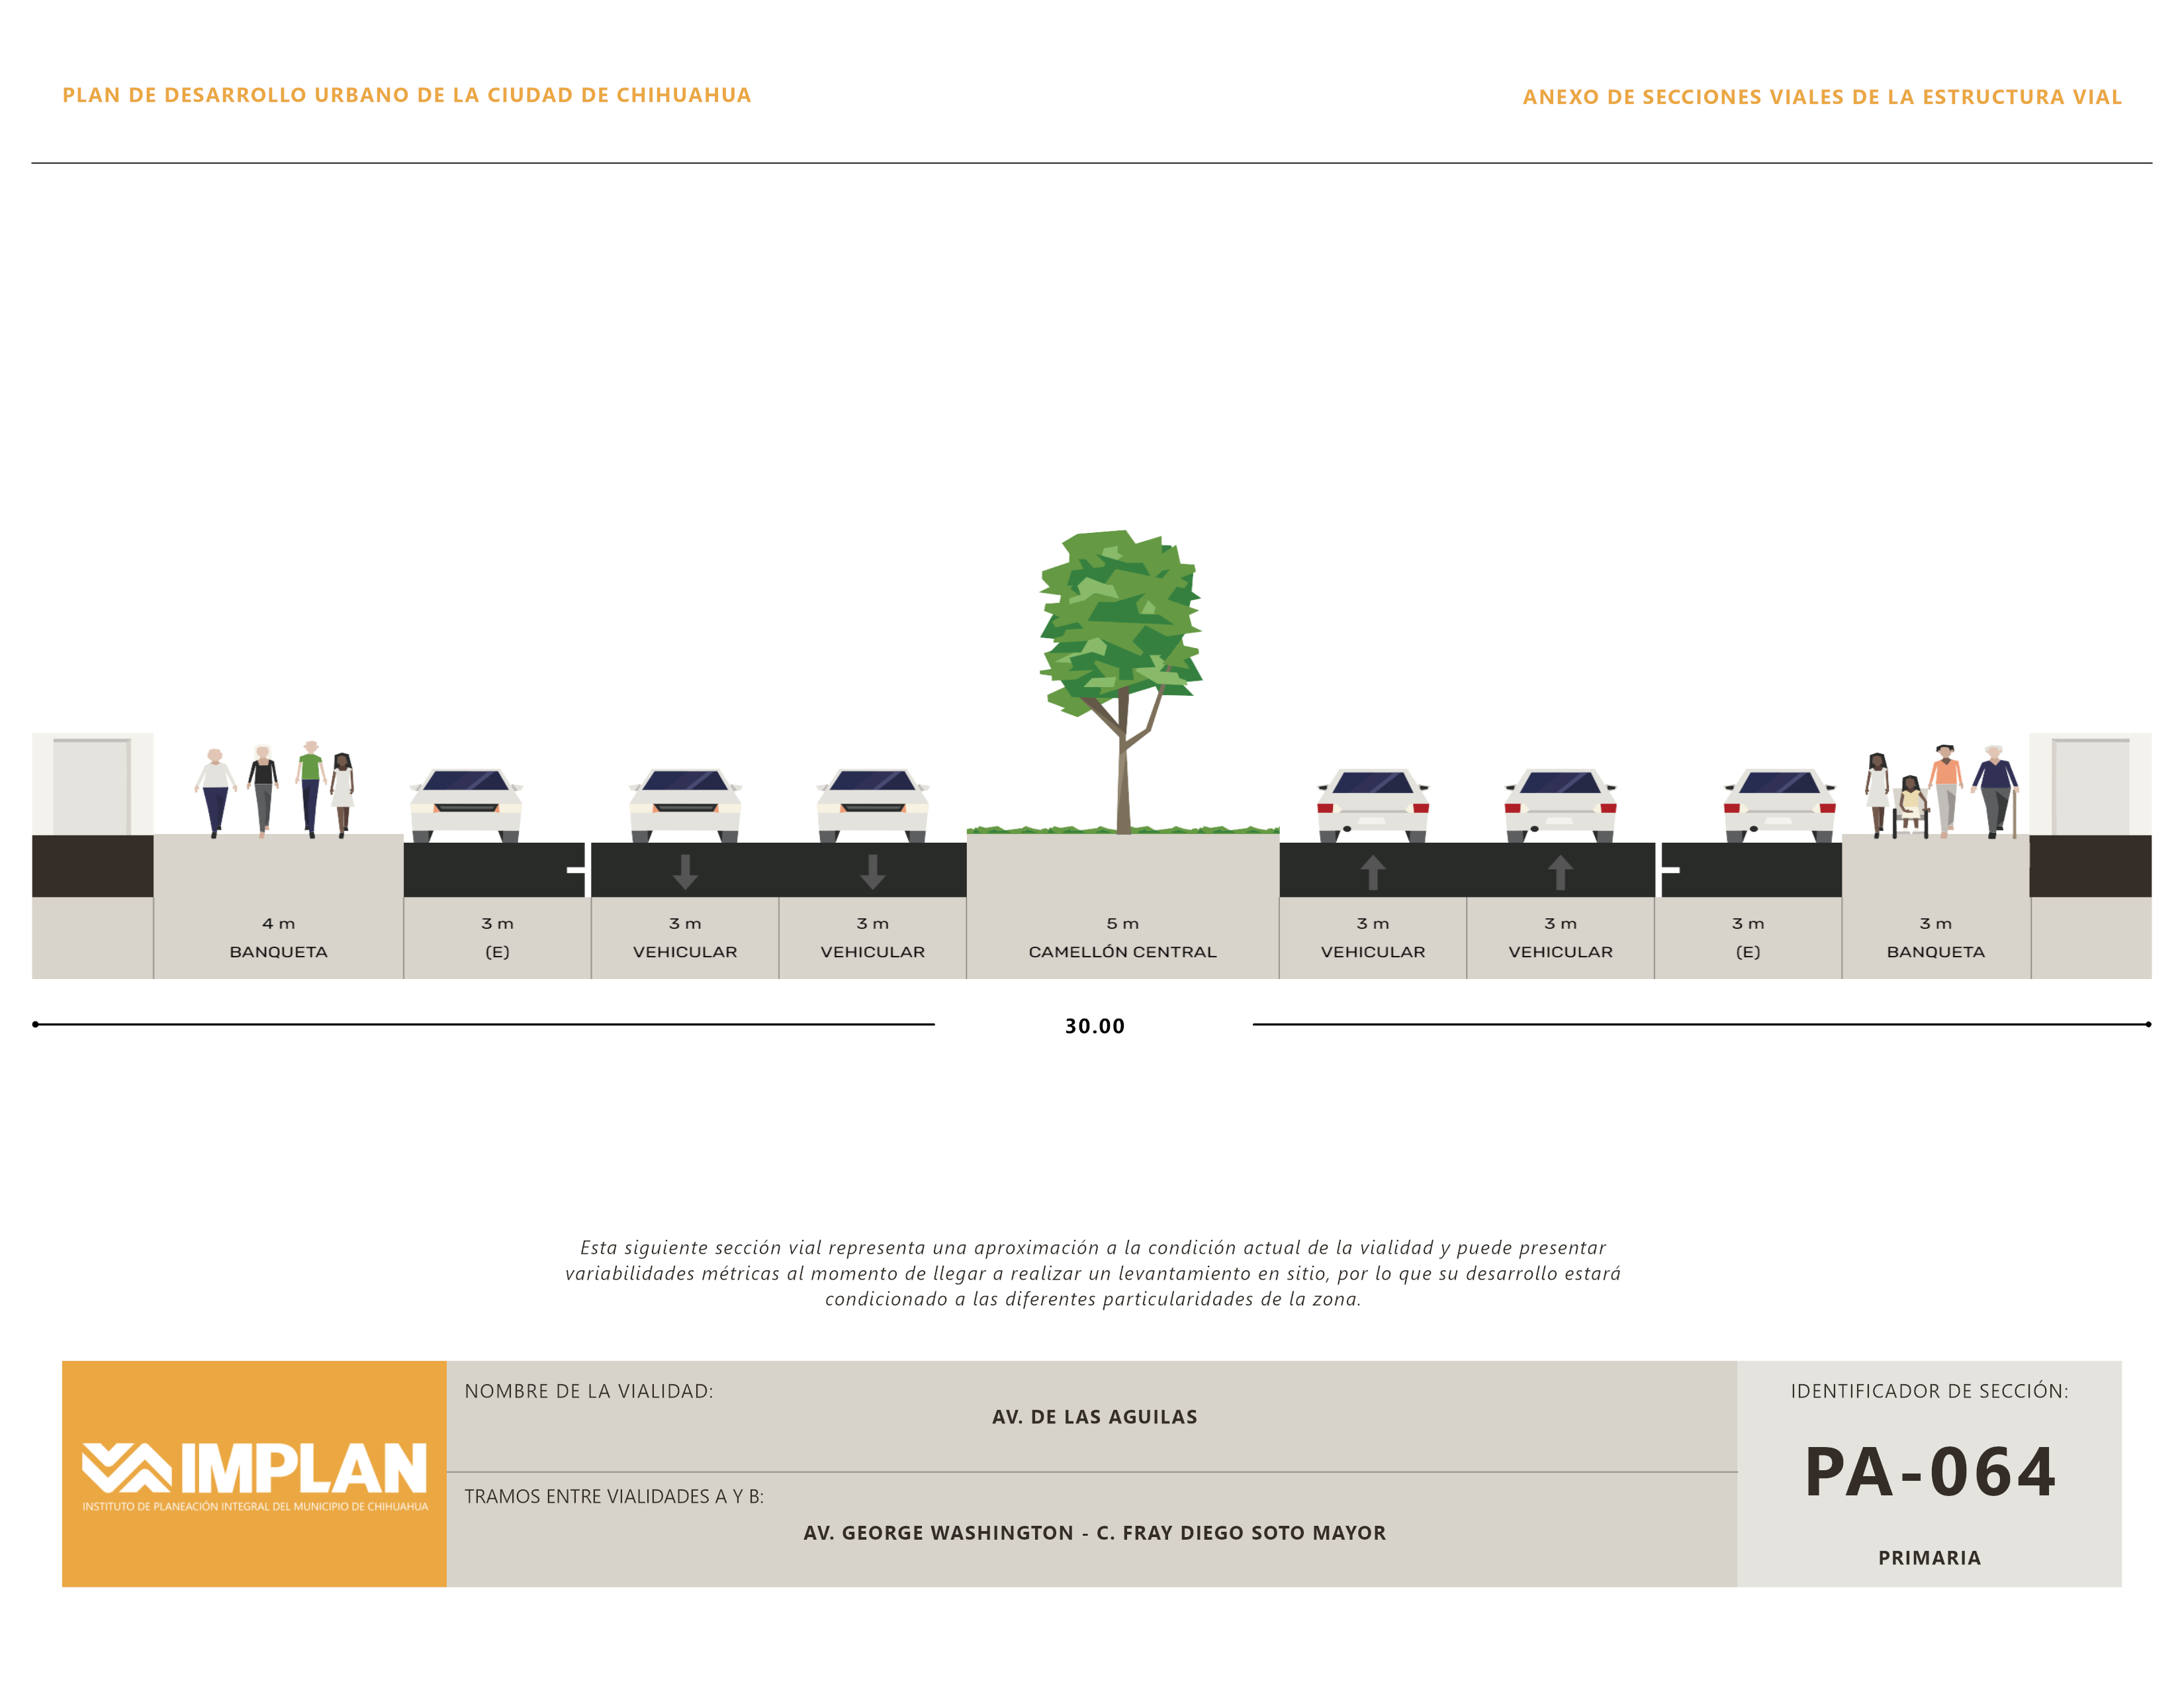 PLAN DE DESARROLLO URBANO DE LA CIUDAD DE CHIHUAHUA
ANEXO DE SECCIONES VIALES DE LA ESTRUCTURA VIAL
4 m
BANQUETA
3 m
(E)
3 m
VEHICULAR
3 m
VEHICULAR
5 m
CAMELLÓN CENTRAL
3 m
VEHICULAR
3 m
VEHICULAR
3 m
(E)
3 m
BANQUETA
30.00
Esta siguiente sección vial representa una aproximación a la condición actual de la vialidad y puede presentar
variabilidades métricas al momento de llegar a realizar un levantamiento en sitio, por lo que su desarrollo estará
condicionado a las diferentes particularidades de la zona.
IMPLAN
INSTITUTO DE PLANEACIÓN INTEGRAL DEL MUNICIPIO DE CHIHUAHUA
NOMBRE DE LA VIALIDAD:
AV. DE LAS AGUILAS
TRAMOS ENTRE VIALIDADES A Y B:
AV. GEORGE WASHINGTON - C. FRAY DIEGO SOTO MAYOR
IDENTIFICADOR DE SECCIÓN:
PA-064
PRIMARIA